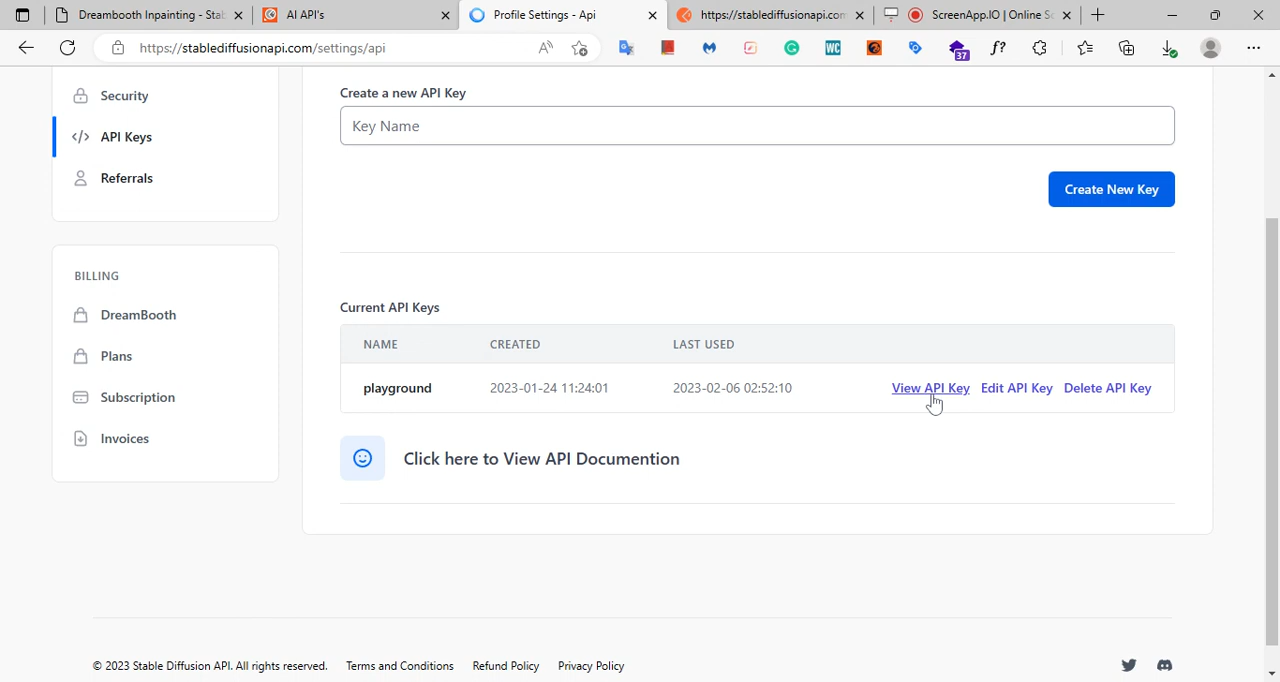 Dreambooth Inpainting - Stab
AI API's
Profile Settings - Api
https://stablediffusionapi.com
ScreenApp.IO | Online Sc
https://stablediffusionapi.com/settings/api
WC
37
f?
Security
API Keys
Referrals
BILLING
DreamBooth
Plans
Subscription
Invoices
Create a new API Key
Key Name
Create New Key
Current API Keys
NAME CREATED LAST USED
playground 2023-01-24 11:24:01 2023-02-06 02:52:10 View API Key Edit API Key Delete API Key
Click here to View API Documention
© 2023 Stable Diffusion API. All rights reserved. Terms and Conditions Refund Policy Privacy Policy